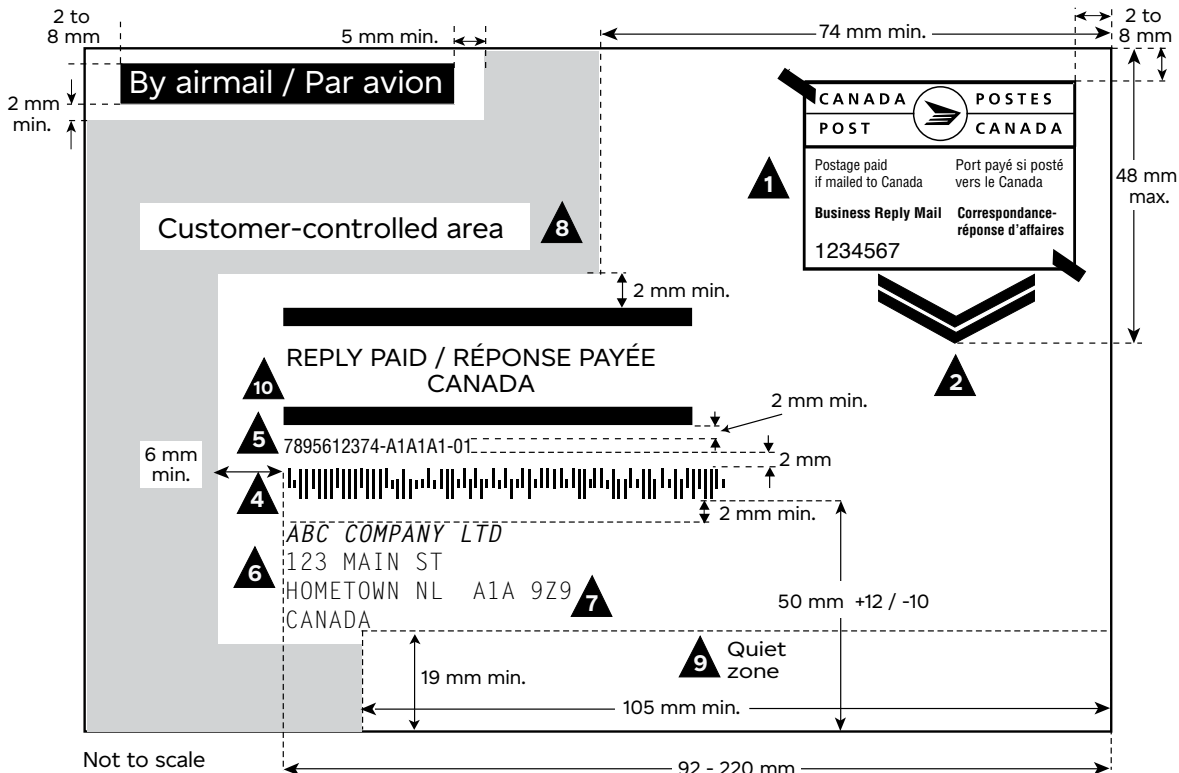 2 to
8 mm
5 mm min.
74 mm min.
2 to
8 mm
By airmail / Par avion
2 mm
min.
CANADA POSTES
POST CANADA
1
Postage paid
if mailed to Canada
Port payé si posté
vers le Canada
Business Reply Mail
Correspondance-
réponse d'affaires
1234567
48 mm
max.
Customer-controlled area
8
2 mm min.
2
REPLY PAID / RÉPONSE PAYÉE
CANADA
10
2 mm min.
5
7895612374-A1A1A1-01
6 mm
min.
2 mm
4
2 mm min.
ABC COMPANY LTD
6
123 MAIN ST
HOMETOWN NL A1A 9Z9
7
CANADA
50 mm +12 / -10
9
Quiet
zone
19 mm min.
105 mm min.
Not to scale
92 - 220 mm